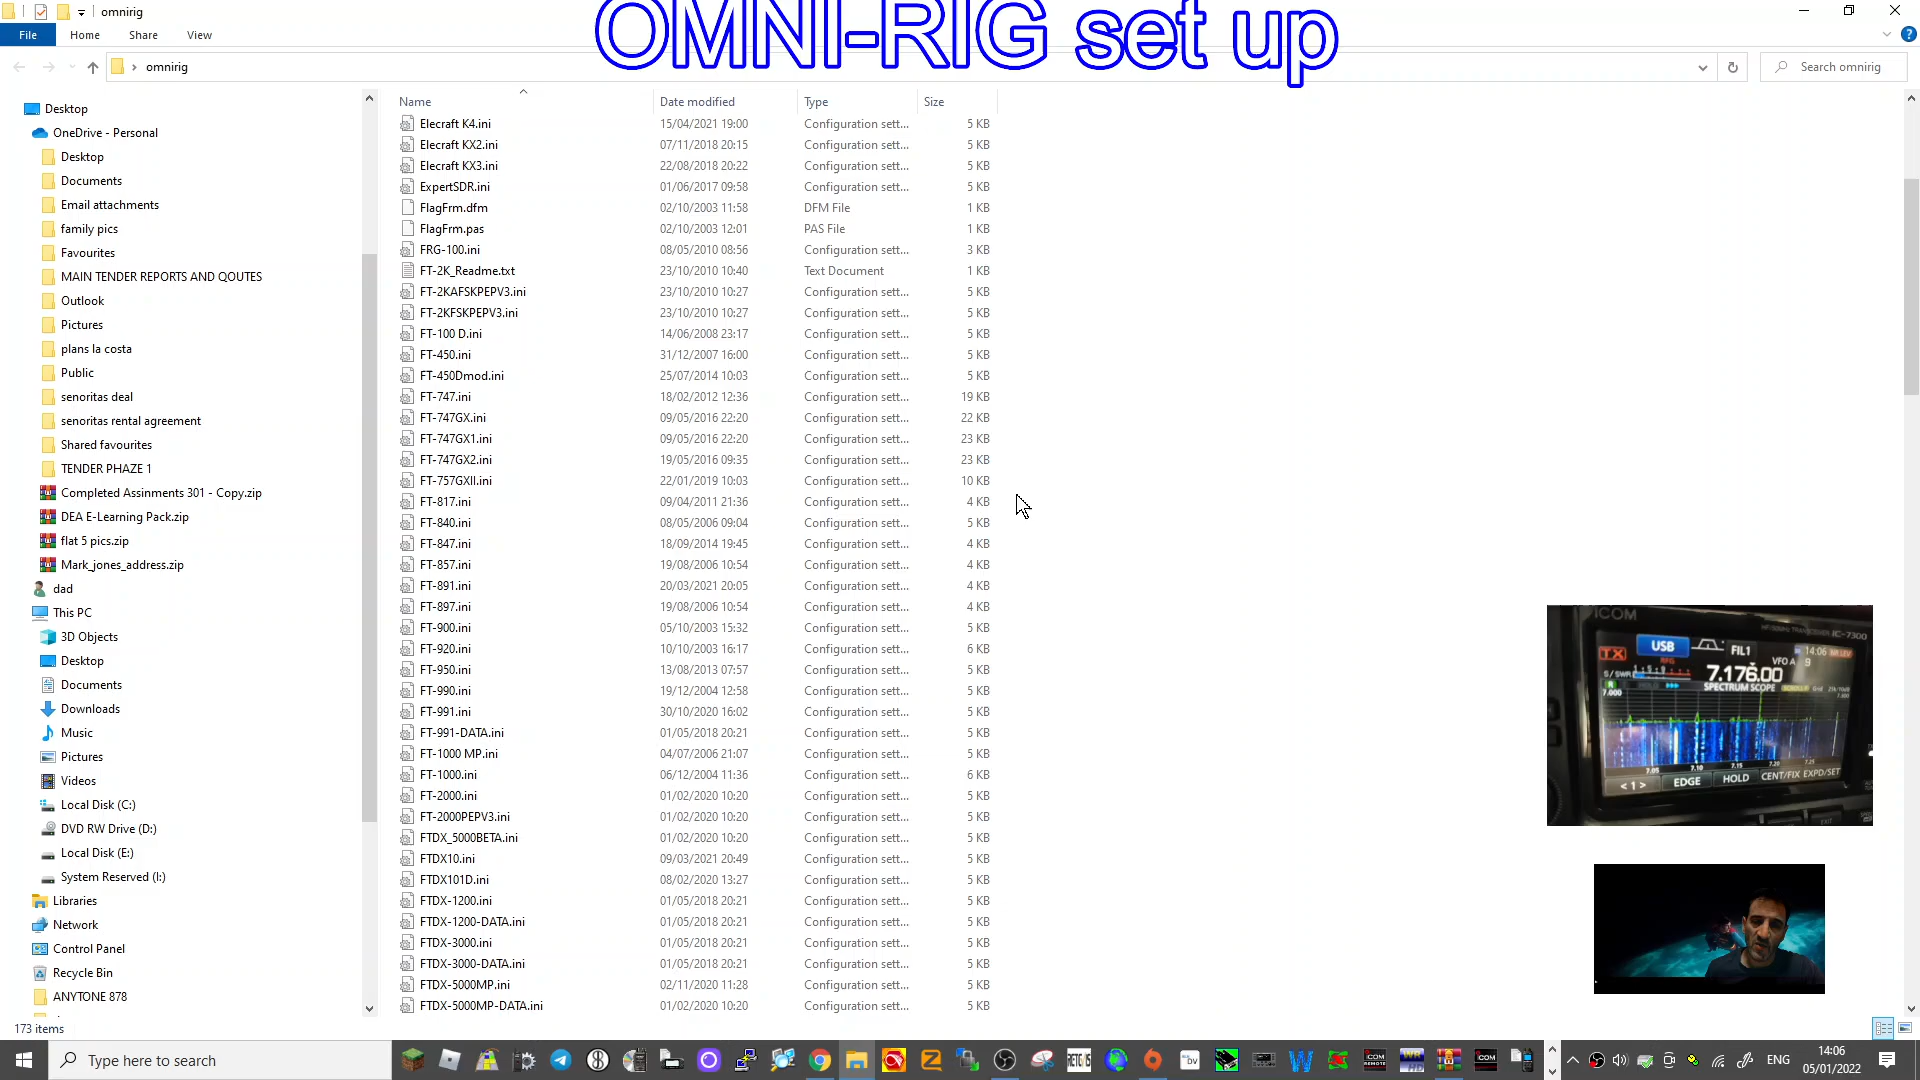 omnirig
OMNI-RIG set up
File
Home
Share
View
omnirig
Search omnirig
Desktop
OneDrive - Personal
Desktop
Documents
Email attachments
family pics
Favourites
MAIN TENDER REPORTS AND QOUTES
Outlook
Pictures
plans la costa
Public
senoritas deal
senoritas rental agreement
Shared favourites
TENDER PHAZE 1
Completed Assinments 301 - Copy.zip
DEA E-Learning Pack.zip
flat 5 pics.zip
Mark_jones_address.zip
dad
This PC
3D Objects
Desktop
Documents
Downloads
Music
Pictures
Videos
Local Disk (C:)
DVD RW Drive (D:)
Local Disk (E:)
System Reserved (I:)
Libraries
Network
Control Panel
Recycle Bin
ANYTONE 878
Name Date modified Type Size
Elecraft K4.ini 15/04/2021 19:00 Configuration sett... 5 KB
Elecraft KX2.ini 07/11/2018 20:15 Configuration sett... 5 KB
Elecraft KX3.ini 22/08/2018 20:22 Configuration sett... 5 KB
ExpertSDR.ini 01/06/2017 09:58 Configuration sett... 5 KB
FlagFrm.dfm 02/10/2003 11:58 DFM File 1 KB
FlagFrm.pas 02/10/2003 12:01 PAS File 1 KB
FRG-100.ini 08/05/2010 08:56 Configuration sett... 3 KB
FT-2K_Readme.txt 23/10/2010 10:40 Text Document 1 KB
FT-2KAFSKPEPV3.ini 23/10/2010 10:27 Configuration sett... 5 KB
FT-2KFSKPEPV3.ini 23/10/2010 10:27 Configuration sett... 5 KB
FT-100 D.ini 14/06/2008 23:17 Configuration sett... 5 KB
FT-450.ini 31/12/2007 16:00 Configuration sett... 5 KB
FT-450Dmod.ini 25/07/2014 10:03 Configuration sett... 5 KB
FT-747.ini 18/02/2012 12:36 Configuration sett... 19 KB
FT-747GX.ini 09/05/2016 22:20 Configuration sett... 22 KB
FT-747GX1.ini 09/05/2016 22:20 Configuration sett... 23 KB
FT-747GX2.ini 19/05/2016 09:35 Configuration sett... 23 KB
FT-757GXII.ini 22/01/2019 10:03 Configuration sett... 10 KB
FT-817.ini 09/04/2011 21:36 Configuration sett... 4 KB
FT-840.ini 08/05/2006 09:04 Configuration sett... 5 KB
FT-847.ini 18/09/2014 19:45 Configuration sett... 4 KB
FT-857.ini 19/08/2006 10:54 Configuration sett... 4 KB
FT-891.ini 20/03/2021 20:05 Configuration sett... 4 KB
FT-897.ini 19/08/2006 10:54 Configuration sett... 4 KB
FT-900.ini 05/10/2003 15:32 Configuration sett... 5 KB
FT-920.ini 10/10/2003 16:17 Configuration sett... 6 KB
FT-950.ini 13/08/2013 07:57 Configuration sett... 5 KB
FT-990.ini 19/12/2004 12:58 Configuration sett... 5 KB
FT-991.ini 30/10/2020 16:02 Configuration sett... 5 KB
FT-991-DATA.ini 01/05/2018 20:21 Configuration sett... 5 KB
FT-1000 MP.ini 04/07/2006 21:07 Configuration sett... 5 KB
FT-1000.ini 06/12/2004 11:36 Configuration sett... 6 KB
FT-2000.ini 01/02/2020 10:20 Configuration sett... 5 KB
FT-2000PEPV3.ini 01/02/2020 10:20 Configuration sett... 5 KB
FTDX_5000BETA.ini 01/02/2020 10:20 Configuration sett... 5 KB
FTDX10.ini 09/03/2021 20:49 Configuration sett... 5 KB
FTDX101D.ini 08/02/2020 13:27 Configuration sett... 5 KB
FTDX-1200.ini 01/05/2018 20:21 Configuration sett... 5 KB
FTDX-1200-DATA.ini 01/05/2018 20:21 Configuration sett... 5 KB
FTDX-3000.ini 01/05/2018 20:21 Configuration sett... 5 KB
FTDX-3000-DATA.ini 01/05/2018 20:21 Configuration sett... 5 KB
FTDX-5000MP.ini 02/11/2020 11:28 Configuration sett... 5 KB
FTDX-5000MP-DATA.ini 01/02/2020 10:20 Configuration sett... 5 KB
ICOM
IC-7300
TX USB FIL1 14:06
VFO A
S/SWR
7.176.00
SPECTRUM SCOPE
7.000
7.05 7.10 7.15 7.20 7.25
<1> EDGE HOLD CENT/FIX EXPD/SET
173 items
Type here to search
ENG
14:06
05/01/2022